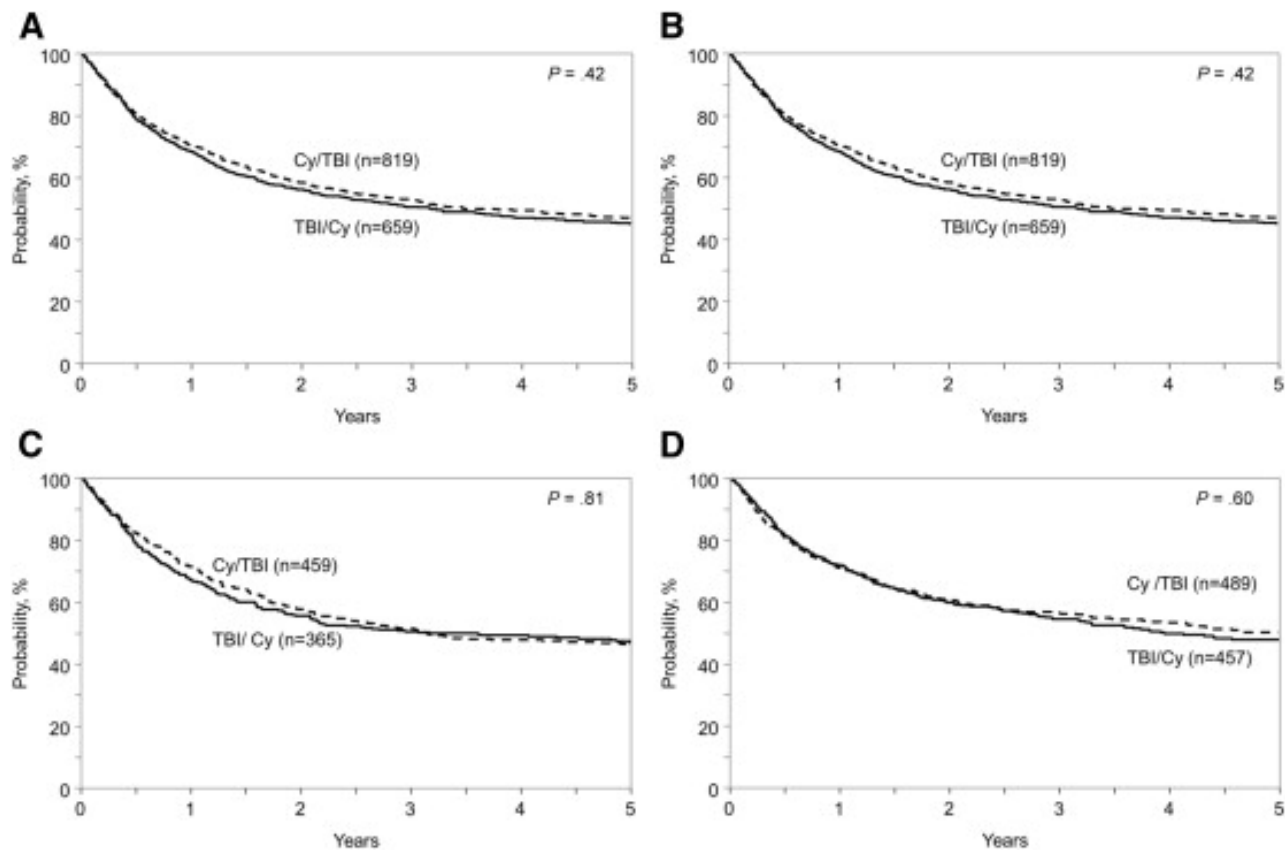 A
100
80
60
40
20
0
Probability, %
P = .42
Cy/TBI (n=819)
TBI/Cy (n=659)
0 1 2 3 4 5
Years
B
100
80
60
40
20
0
Probability, %
P = .42
Cy/TBI (n=819)
TBI/Cy (n=659)
0 1 2 3 4 5
Years
C
100
80
60
40
20
0
Probability, %
P = .81
Cy/TBI (n=459)
TBI/ Cy (n=365)
0 1 2 3 4 5
Years
D
100
80
60
40
20
0
Probability, %
P = .60
Cy /TBI (n=489)
TBI/Cy (n=457)
0 1 2 3 4 5
Years